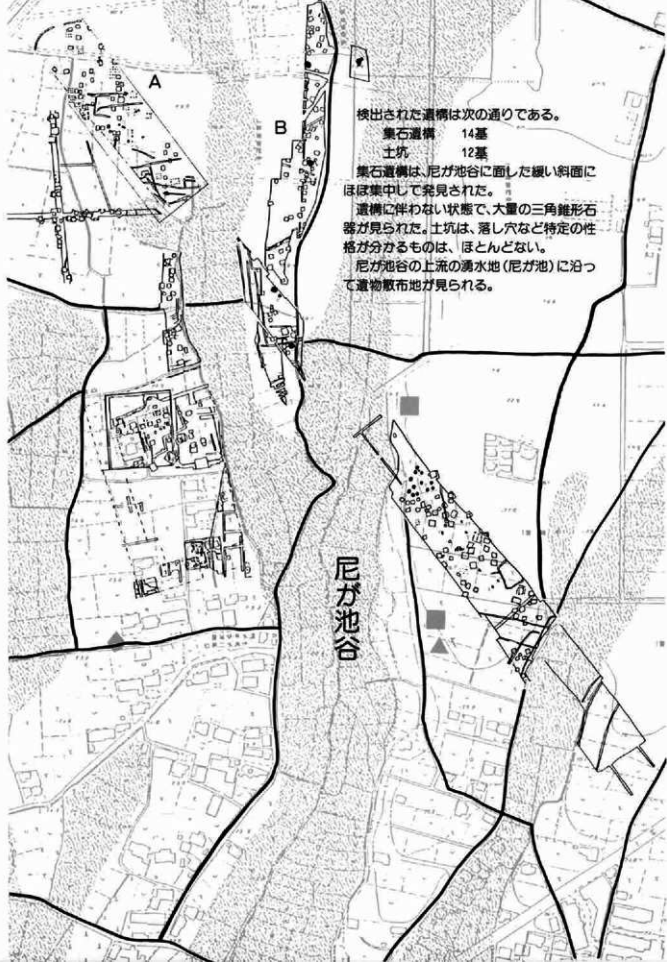 A
B
検出された遺構は次の通りである。
集石遺構 14基
土坑 12基
集石遺構は、尼が池谷に面した緩い斜面に
ほぼ集中して発見された。
遺構に伴わない状態で、大量の三角錐形石
器が見られた。土坑は、落し穴など特定の性
格が分かるものは、ほとんどない。
尼が池谷の上流の湧水地（尼が池）に沿っ
て遺物散布地が見られる。
尼が池谷